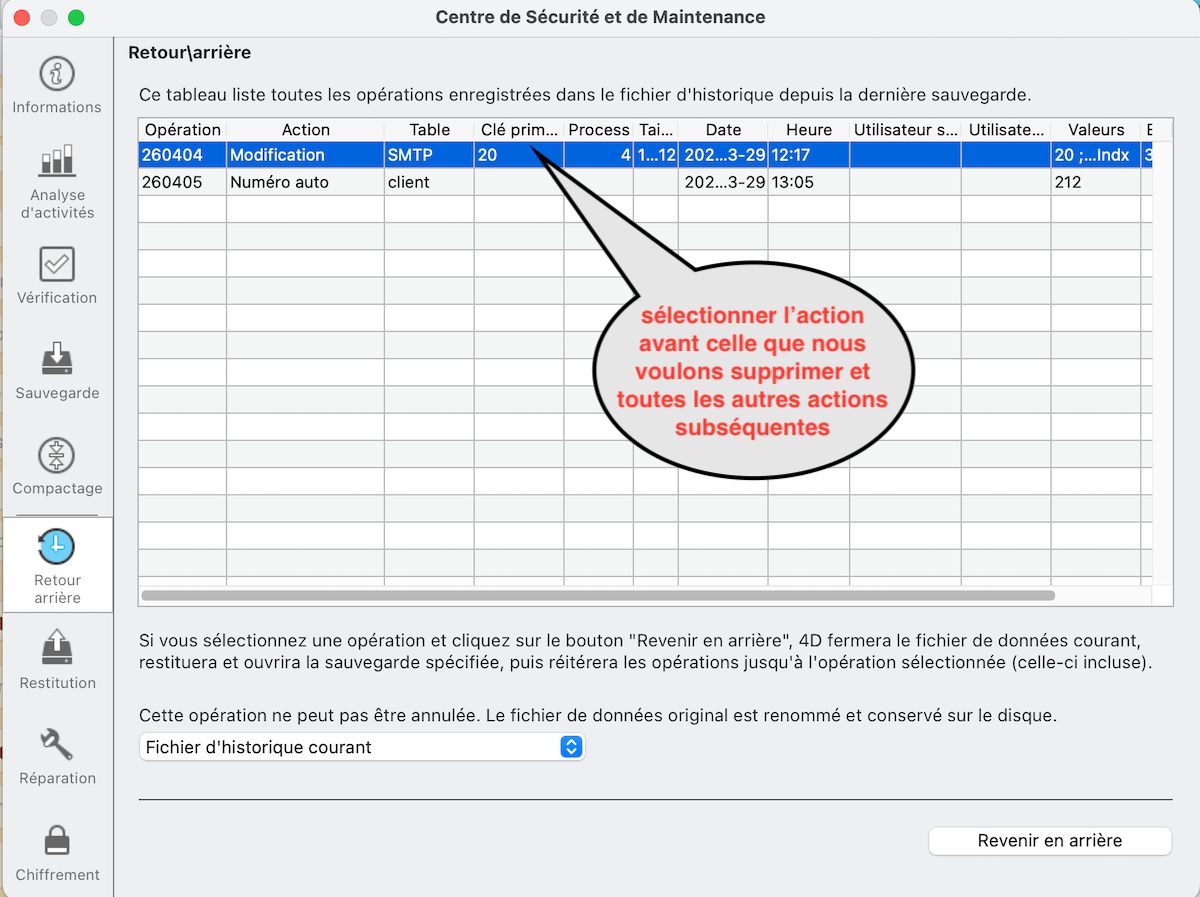 Centre de Sécurité et de Maintenance
Informations
Analyse
d'activités
Vérification
Sauvegarde
Compactage
Retour
arrière
Restitution
Réparation
Chiffrement
Retour\arrière
Ce tableau liste toutes les opérations enregistrées dans le fichier d'historique depuis la dernière sauvegarde.
Opération Action Table Clé prim... Process Tai... Date Heure Utilisateur s... Utilisate... Valeurs
260404 Modification SMTP 20 4 1...12 202...3-29 12:17 20 ;...Indx
260405 Numéro auto client 202...3-29 13:05 212
sélectionner l’action
avant celle que nous
voulons supprimer et
toutes les autres actions
subséquentes
Si vous sélectionnez une opération et cliquez sur le bouton "Revenir en arrière", 4D fermera le fichier de données courant,
restituera et ouvrira la sauvegarde spécifiée, puis réitérera les opérations jusqu'à l'opération sélectionnée (celle-ci incluse).
Cette opération ne peut pas être annulée. Le fichier de données original est renommé et conservé sur le disque.
Fichier d'historique courant
Revenir en arrière